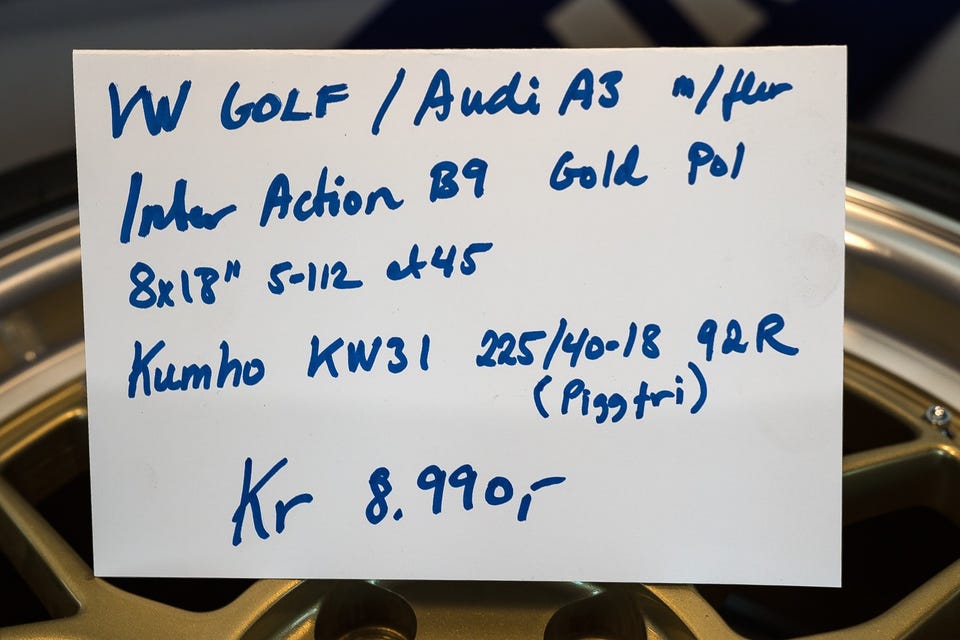 VW GOLF / Audi A3 m/fler
Inter Action B9 Gold Pol
8x18" 5-112 et45
Kumho KW31 225/40-18 92R
(Piggfri)
Kr 8.990,-